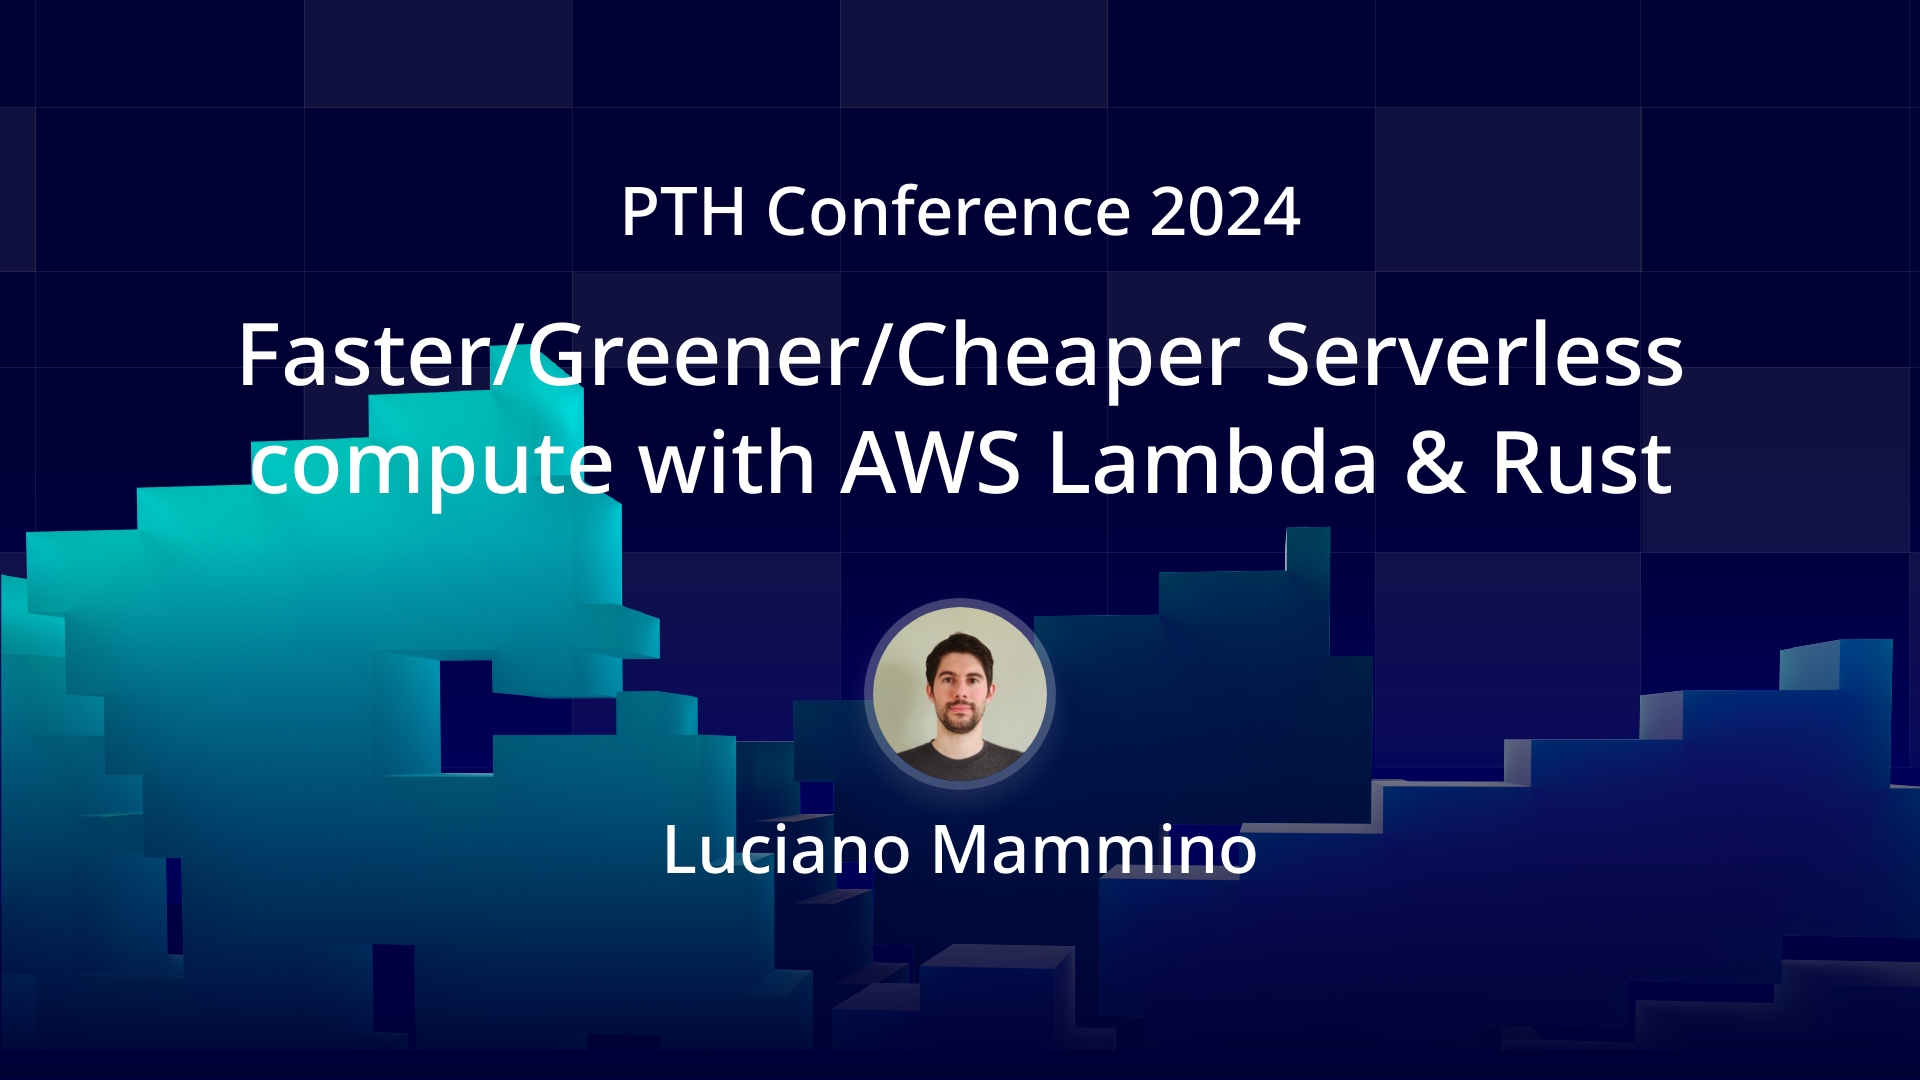 PTH Conference 2024
Faster/Greener/Cheaper Serverless
compute with AWS Lambda & Rust
Luciano Mammino